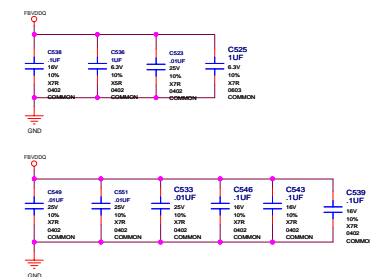 FBVDDQ
C538
.1UF
16V
10%
X7R
0402
COMMON
C536
1UF
6.3V
10%
X5R
0402
COMMON
C523
.01UF
25V
10%
X7R
0402
COMMON
C525
1UF
6.3V
10%
X7R
0603
COMMON
GND
FBVDDQ
C549
.01UF
25V
10%
X7R
0402
COMMON
C551
.01UF
25V
10%
X7R
0402
COMMON
C533
.01UF
25V
10%
X7R
0402
COMMON
C546
.1UF
16V
10%
X7R
0402
COMMON
C543
.1UF
16V
10%
X7R
0402
COMMON
C539
.1UF
16V
10%
X7R
0402
COMMO
GND